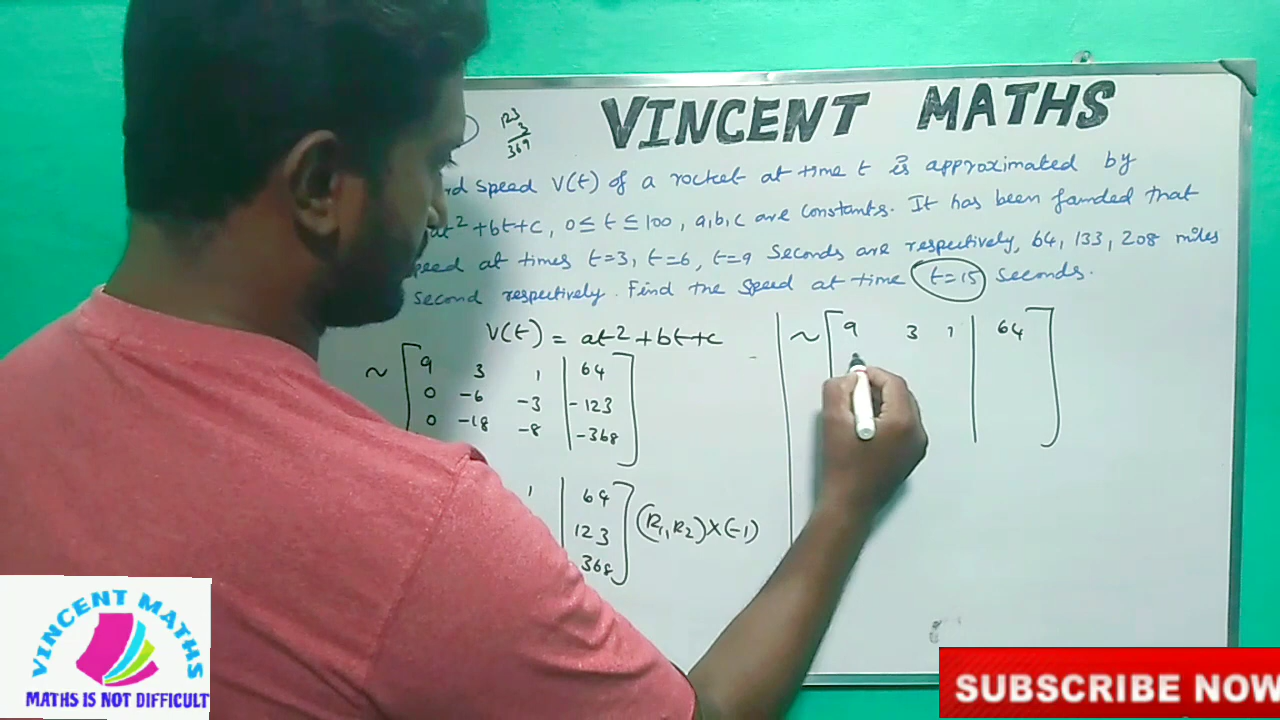 VINCENT MATHS
123
3
369
speed V(t) of a rocket at time t is approximated by
at² + bt + c, 0 ≤ t ≤ 100, a, b, c are constants. It has been founded that
at times t=3, t=6, t=9 seconds are respectively, 64, 133, 208 miles
second respectively. Find the speed at time t=15 seconds.
V(t) = at² + bt + c
~ 9 3 1 64
0 -6 -3 -123
0 -18 -8 -368
1 64
123 (R₁, R₂) × (-1)
368
~ 9 3 1 64
VINCENT MATHS
MATHS IS NOT DIFFICULT
SUBSCRIBE NOW